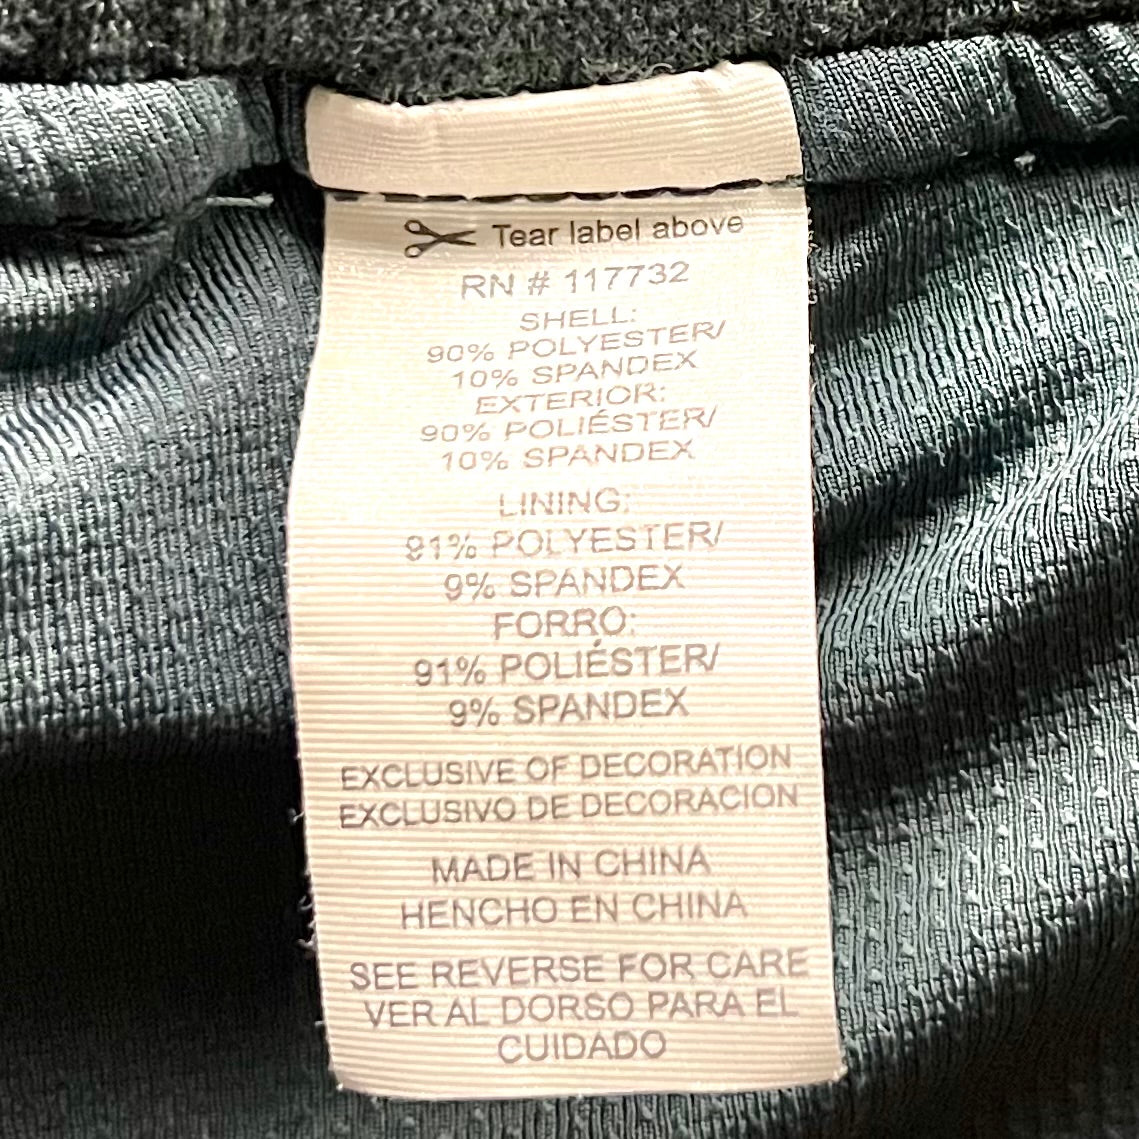 Tear label above
RN # 117732
SHELL:
90% POLYESTER/
10% SPANDEX
EXTERIOR:
90% POLIÉSTER/
10% SPANDEX
LINING:
91% POLYESTER/
9% SPANDEX
FORRO:
91% POLIÉSTER/
9% SPANDEX
EXCLUSIVE OF DECORATION
EXCLUSIVO DE DECORACION
MADE IN CHINA
HENCHO EN CHINA
SEE REVERSE FOR CARE
VER AL DORSO PARA EL
CUIDADO